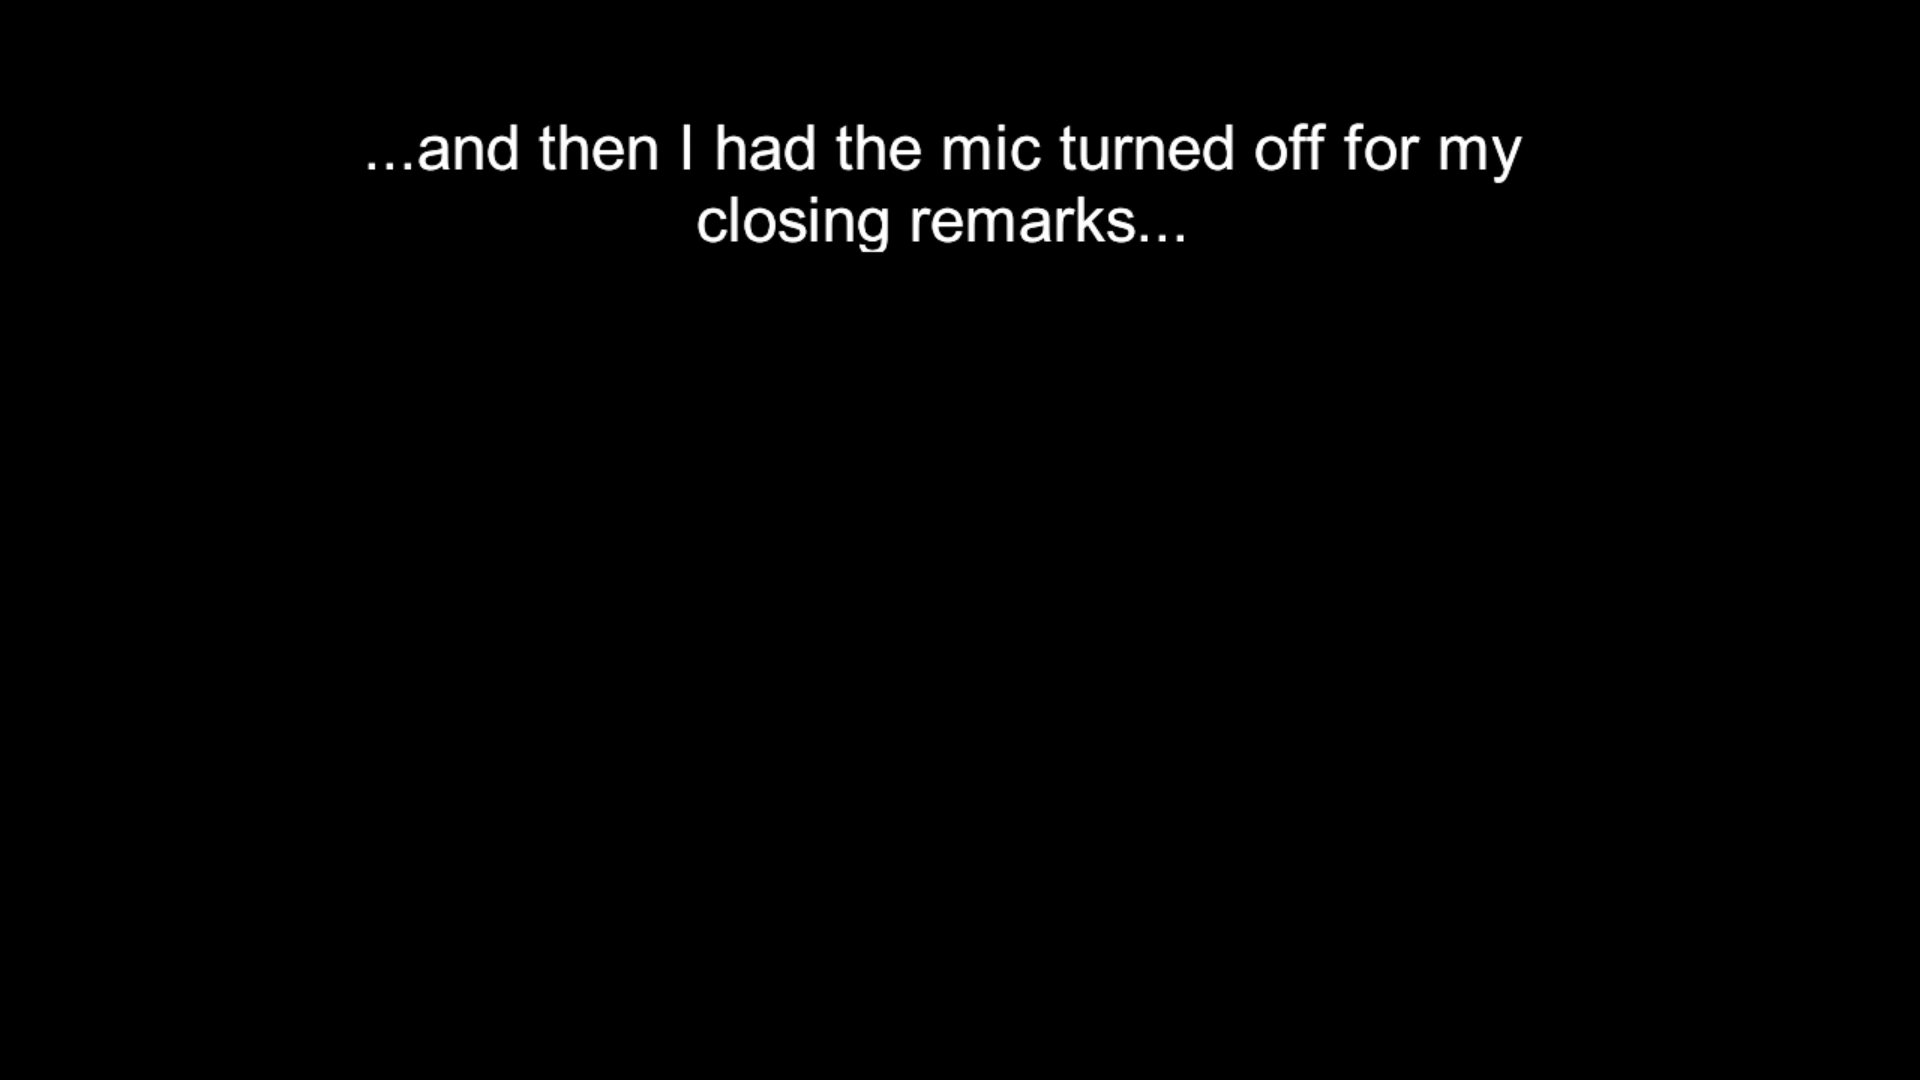 ...and then I had the mic turned off for my
closing remarks...